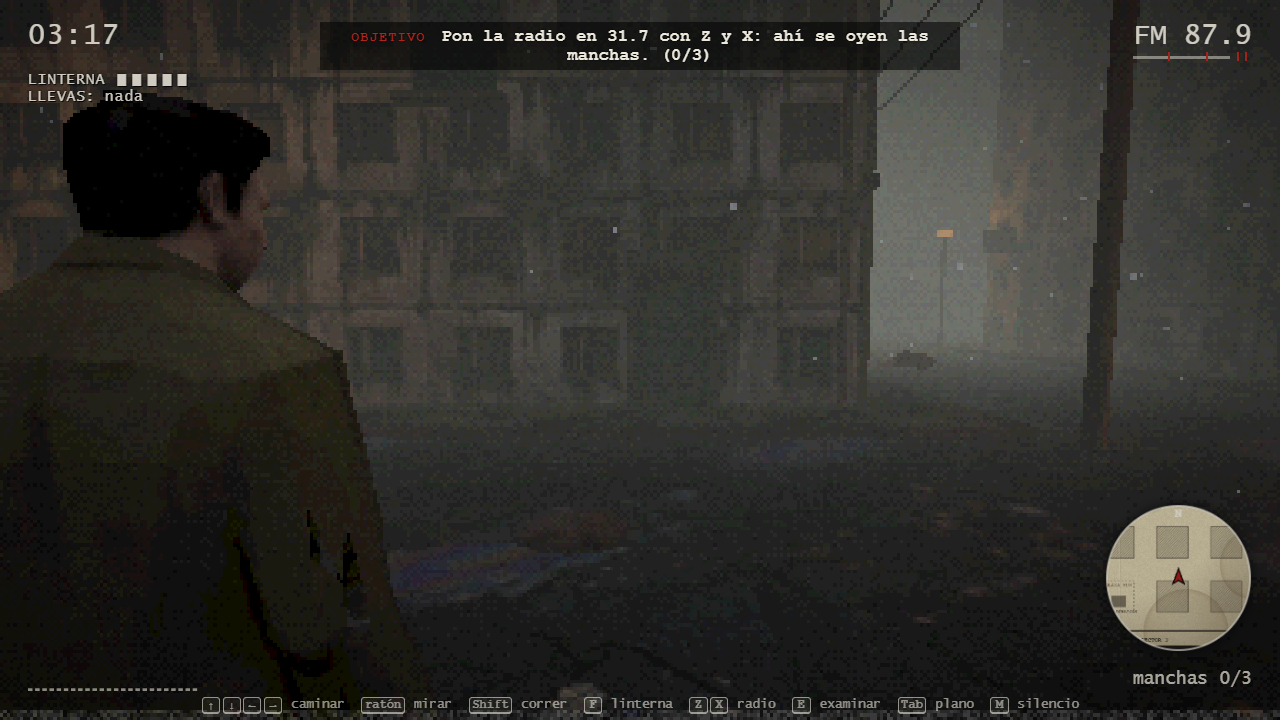 03:17
OBJETIVO Pon la radio en 31.7 con Z y X: ahí se oyen las
manchas. (0/3)
FM 87.9
LINTERNA
LLEVAS: nada
N
manchas 0/3
↑ ↓ ← → caminar ratón mirar Shift correr F linterna Z X radio E examinar Tab plano M silencio